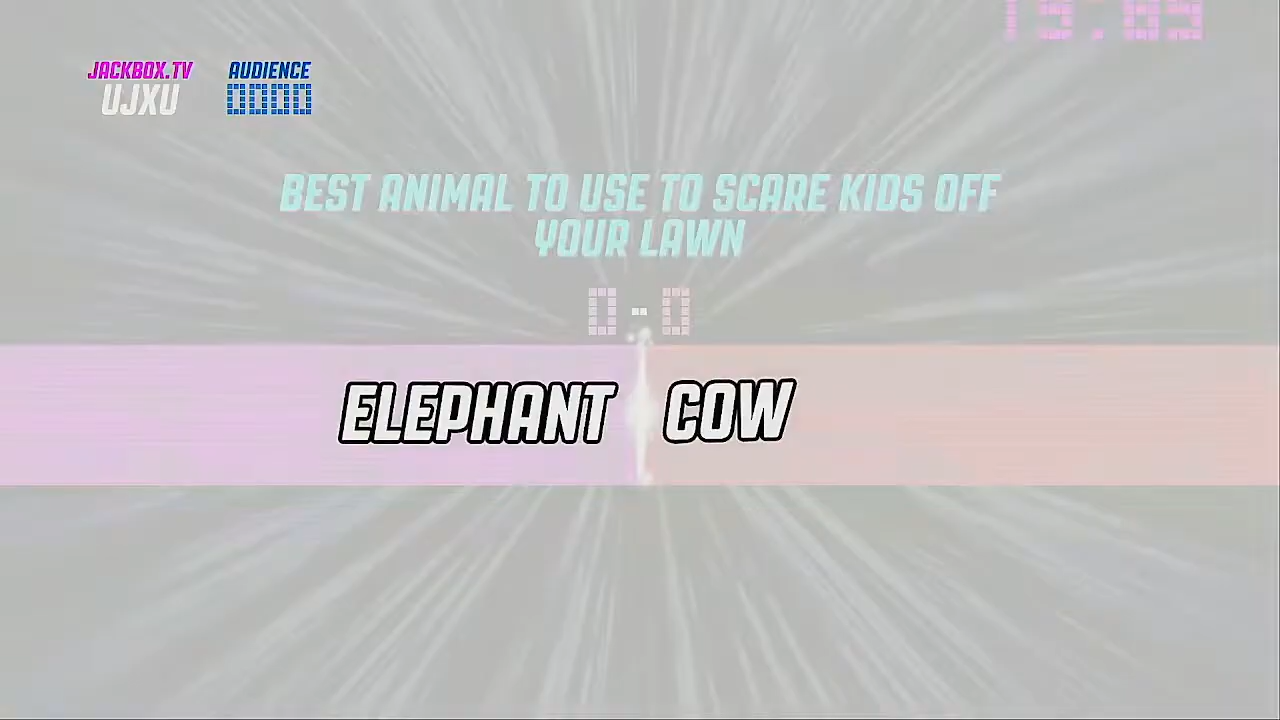 JACKBOX.TV AUDIENCE
UJXU 0000
BEST ANIMAL TO USE TO SCARE KIDS OFF
YOUR LAWN
0-0
ELEPHANT COW